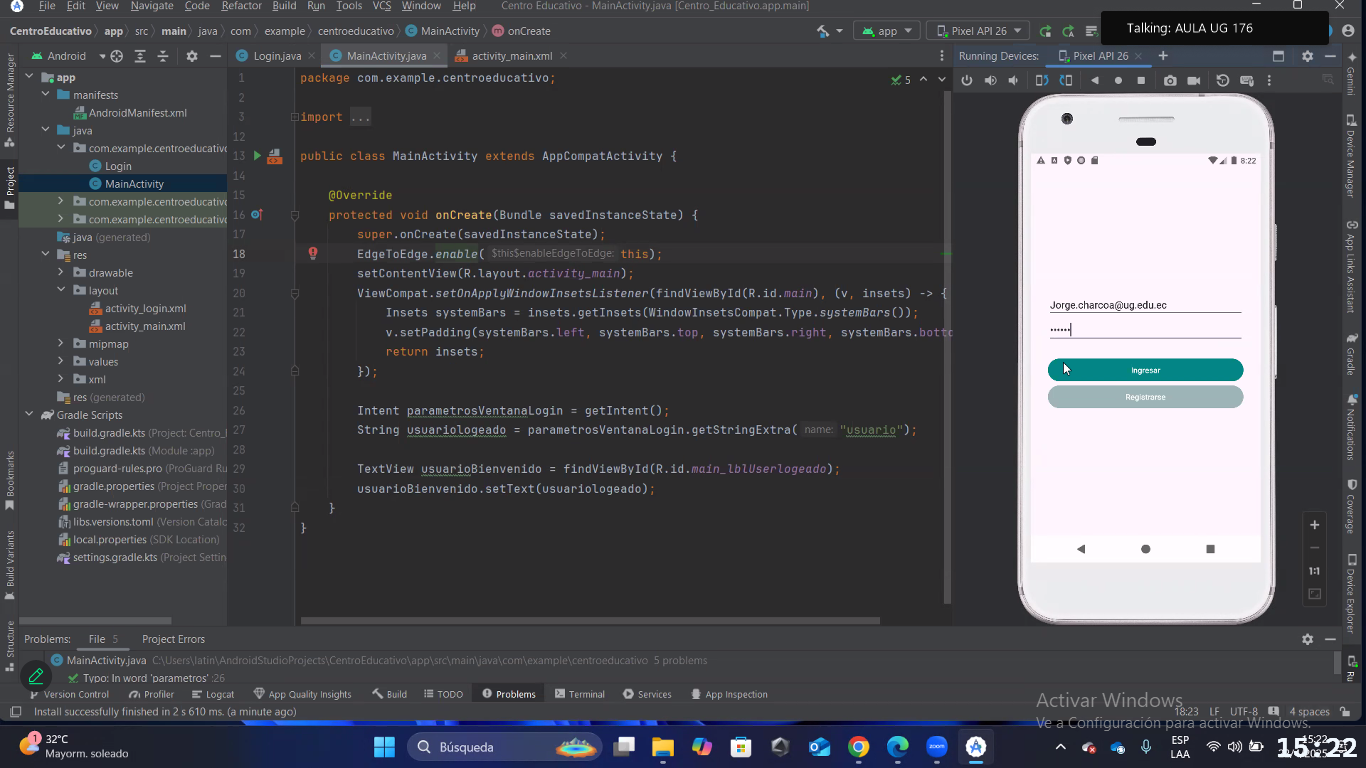 File Edit View Navigate Code Refactor Build Run Tools VCS Window Help Centro Educativo - MainActivity.java [Centro_Educativo.app.main]
Talking: AULA UG 176
CentroEducativo app src main java com example centroeducativo MainActivity onCreate app Pixel API 26
Android Login.java MainActivity.java activity_main.xml Running Devices: Pixel API 26
Resource Manager
Project
Bookmarks
Build Variants
Structure
app
manifests
AndroidManifest.xml
java
com.example.centroeducativo
Login
MainActivity
com.example.centroeducativo
com.example.centroeducativo
java (generated)
res
drawable
layout
activity_login.xml
activity_main.xml
mipmap
values
xml
res (generated)
Gradle Scripts
build.gradle.kts (Project: Centro_
build.gradle.kts (Module :app)
proguard-rules.pro (ProGuard Ru
gradle.properties (Project Proper
gradle-wrapper.properties (Grad
libs.versions.toml (Version Catalo
local.properties (SDK Location)
settings.gradle.kts (Project Settin
5
1 package com.example.centroeducativo;
2
3 import ...
12
13 public class MainActivity extends AppCompatActivity {
14
15 @Override
16 protected void onCreate(Bundle savedInstanceState) {
17 super.onCreate(savedInstanceState);
18 EdgeToEdge.enable( $this$enableEdgeToEdge: this);
19 setContentView(R.layout.activity_main);
20 ViewCompat.setOnApplyWindowInsetsListener(findViewById(R.id.main), (v, insets) -> {
21 Insets systemBars = insets.getInsets(WindowInsetsCompat.Type.systemBars());
22 v.setPadding(systemBars.left, systemBars.top, systemBars.right, systemBars.botto
23 return insets;
24 });
25
26 Intent parametrosVentanaLogin = getIntent();
27 String usuariologeado = parametrosVentanaLogin.getStringExtra( name: "usuario");
28
29 TextView usuarioBienvenido = findViewById(R.id.main_lblUserlogeado);
30 usuarioBienvenido.setText(usuariologeado);
31 }
32 }
8:22
Jorge.charcoa@ug.edu.ec
••••••
Ingresar
Registrarse
1:1
Gemini
Device Manager
App Links Assistant
Gradle
Notifications
Coverage
Device Explorer
Ru
Problems: File 5 Project Errors
MainActivity.java C:\Users\latin\AndroidStudioProjects\CentroEducativo\app\src\main\java\com\example\centroeducativo 5 problems
Typo: In word 'parametros' :26
Version Control Profiler Logcat App Quality Insights Build TODO Problems Terminal Services App Inspection
Install successfully finished in 2 s 610 ms. (a minute ago) 18:23 LF UTF-8 4 spaces
Activar Windows
Ve a Configuración para activar Windows.
1
32°C
Mayorm. soleado
Búsqueda
zoom
ESP
LAA
15:22
15:22